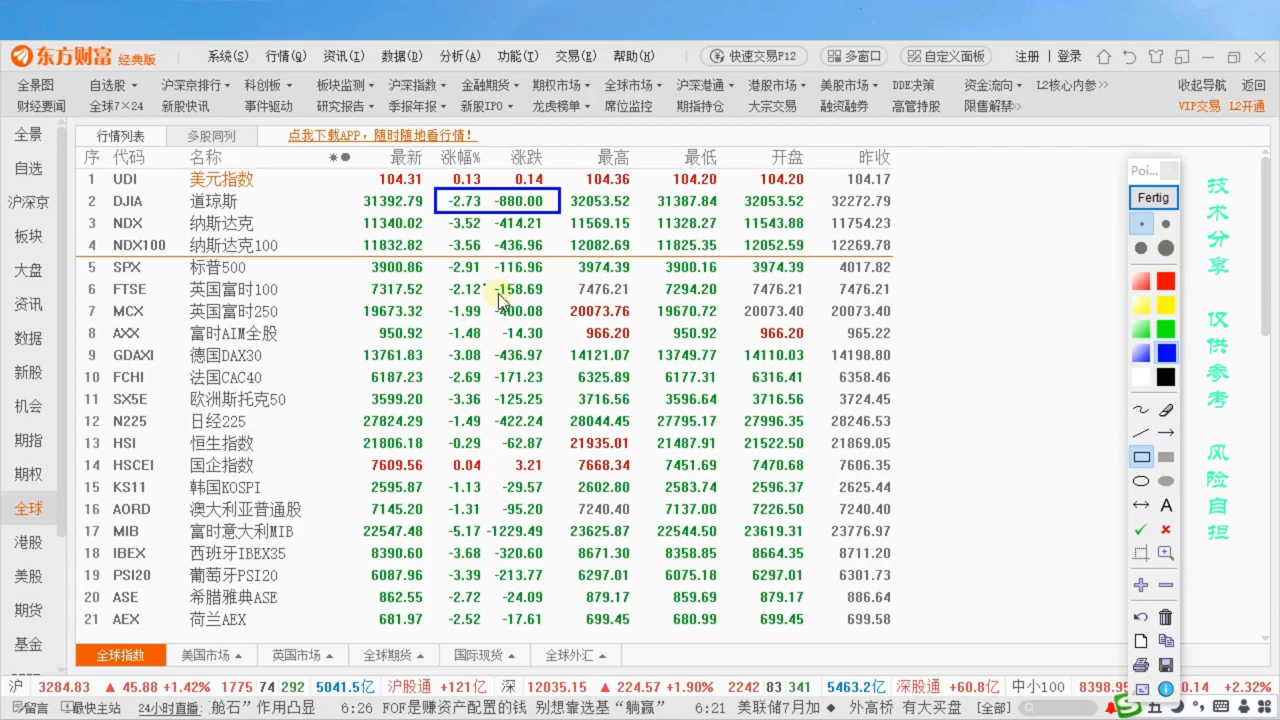 东方财富 经典版 系统(S) 行情(Q) 资讯(I) 数据(D) 分析(A) 功能(T) 交易(E) 帮助(H) 快速交易F12 多窗口 自定义面板 注册 登录
全景图 自选股 沪深京排行 科创板 板块监测 沪深指数 金融期货 期权市场 全球市场 沪深港通 港股市场 美股市场 DDE决策 资金流向 L2核心内参 收起导航 返回
财经要闻 全球7×24 新股快讯 事件驱动 研究报告 季报年报 新股IPO 龙虎榜单 席位监控 期指持仓 大宗交易 融资融券 高管持股 限售解禁 VIP交易 L2开通
行情列表 多股同列 点我下载APP，随时随地看行情！
序 代码 名称 最新 涨幅% 涨跌 最高 最低 开盘 昨收
1 UDI 美元指数 104.31 0.13 0.14 104.36 104.20 104.20 104.17
2 DJIA 道琼斯 31392.79 -2.73 -880.00 32053.52 31387.84 32053.52 32272.79
3 NDX 纳斯达克 11340.02 -3.52 -414.21 11569.15 11328.27 11543.88 11754.23
4 NDX100 纳斯达克100 11832.82 -3.56 -436.96 12082.69 11825.35 12052.59 12269.78
5 SPX 标普500 3900.86 -2.91 -116.96 3974.39 3900.16 3974.39 4017.82
6 FTSE 英国富时100 7317.52 -2.12 -158.69 7476.21 7294.20 7476.21 7476.21
7 MCX 英国富时250 19673.32 -1.99 -400.08 20073.76 19670.72 20073.40 20073.40
8 AXX 富时AIM全股 950.92 -1.48 -14.30 966.20 950.92 966.20 965.22
9 GDAXI 德国DAX30 13761.83 -3.08 -436.97 14121.07 13749.77 14110.03 14198.80
10 FCHI 法国CAC40 6187.23 -2.69 -171.23 6325.89 6177.31 6316.41 6358.46
11 SX5E 欧洲斯托克50 3599.20 -3.36 -125.25 3716.56 3596.64 3716.56 3724.45
12 N225 日经225 27824.29 -1.49 -422.24 28044.45 27795.17 27996.35 28246.53
13 HSI 恒生指数 21806.18 -0.29 -62.87 21935.01 21487.91 21522.50 21869.05
14 HSCEI 国企指数 7609.56 0.04 3.21 7668.34 7451.69 7470.68 7606.35
15 KS11 韩国KOSPI 2595.87 -1.13 -29.57 2602.80 2583.74 2596.37 2625.44
16 AORD 澳大利亚普通股 7145.20 -1.31 -95.20 7240.40 7137.00 7226.50 7240.40
17 MIB 富时意大利MIB 22547.48 -5.17 -1229.49 23625.87 22544.50 23619.31 23776.97
18 IBEX 西班牙IBEX35 8390.60 -3.68 -320.60 8671.30 8358.85 8664.35 8711.20
19 PSI20 葡萄牙PSI20 6087.96 -3.39 -213.77 6297.01 6075.18 6297.01 6301.73
20 ASE 希腊雅典ASE 862.55 -2.72 -24.09 879.17 859.69 879.17 886.64
21 AEX 荷兰AEX 681.97 -2.52 -17.61 699.45 680.99 699.45 699.58
全景
自选
沪深京
板块
大盘
资讯
数据
新股
机会
期指
期权
全球
港股
美股
期货
基金
Poi...
Fertig
A
技术分享
仅供参考
风险自担
全球指数 美国市场 英国市场 全球期货 国际现货 全球外汇
沪 3284.83 ▲ 45.88 +1.42% 1775 74 292 5041.5亿 沪股通 +121亿 深 12035.15 ▲ 224.57 +1.90% 2242 83 341 5463.2亿 深股通 +60.8亿 中小100 8398.95 0.14 +2.32%
留言 选主站 24小时直播: 舱石”作用凸显 6:26 FOF是赚资产配置的钱 别想靠选基“躺赢” 6:21 美联储7月加 ◆ 外高桥 有大买盘 [全部] 五